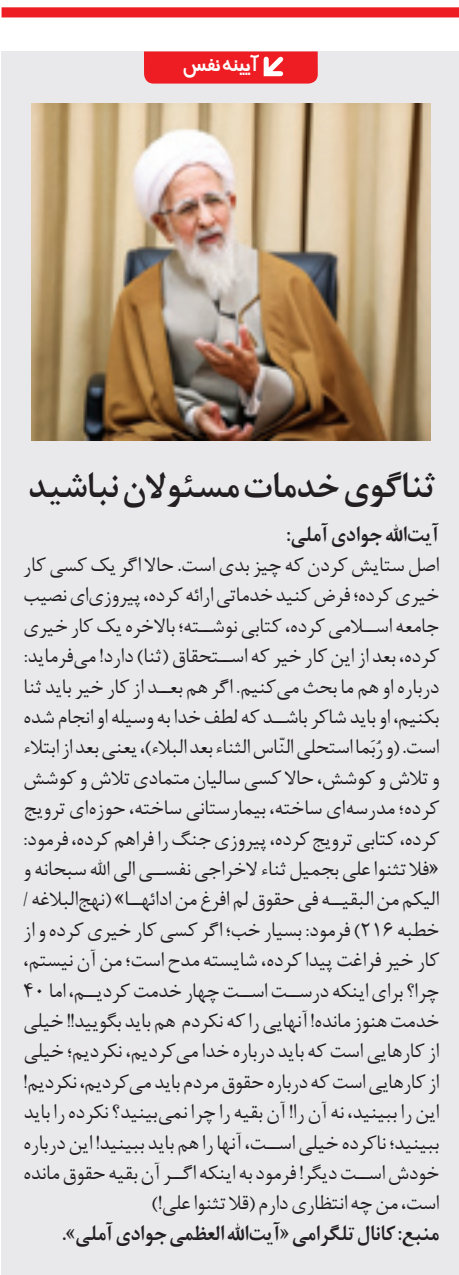 آیینه نفس
ثناگوی خدمات مسئولان نباشید
آیت‌الله جوادی آملی:
اصل ستایش کردن که چیز بدی است. حالا اگر یک کسی کار
خیری کرده؛ فرض کنید خدماتی ارائه کرده، پیروزی‌ای نصیب
جامعه اسلامی کرده، کتابی نوشته؛ بالاخره یک کار خیری
کرده، بعد از این کار خیر که استحقاق (ثنا) دارد! می‌فرماید:
درباره او هم ما بحث می‌کنیم. اگر هم بعد از کار خیر باید ثنا
بکنیم، او باید شاکر باشد که لطف خدا به وسیله او انجام شده
است. (و رُبَما استحلی النّاس الثناء بعد البلاء)، یعنی بعد از ابتلاء
و تلاش و کوشش، حالا کسی سالیان متمادی تلاش و کوشش
کرده؛ مدرسه‌ای ساخته، بیمارستانی ساخته، حوزه‌ای ترویج
کرده، کتابی ترویج کرده، پیروزی جنگ را فراهم کرده، فرمود:
«فلا تثنوا علی بجمیل ثناء لاخراجی نفسی الی الله سبحانه و
الیکم من البقیه فی حقوق لم افرغ من ادائها» (نهج‌البلاغه /
خطبه ۲۱۶) فرمود: بسیار خب؛ اگر کسی کار خیری کرده و از
کار خیر فراغت پیدا کرده، شایسته مدح است؛ من آن نیستم،
چرا؟ برای اینکه درست است چهار خدمت کردیم، اما ۴۰
خدمت هنوز مانده! آنهایی را که نکردم هم باید بگویید!! خیلی
از کارهایی است که باید درباره خدا می‌کردیم، نکردیم؛ خیلی
از کارهایی است که درباره حقوق مردم باید می‌کردیم، نکردیم!
این را ببینید، نه آن را! آن بقیه را چرا نمی‌بینید؟ نکرده را باید
ببینید؛ ناکرده خیلی است، آنها را هم باید ببینید! این درباره
خودش است دیگر! فرمود به اینکه اگر آن بقیه حقوق مانده
است، من چه انتظاری دارم (قلا تثنوا علی!)
منبع: کانال تلگرامی «آیت‌الله العظمی جوادی آملی».